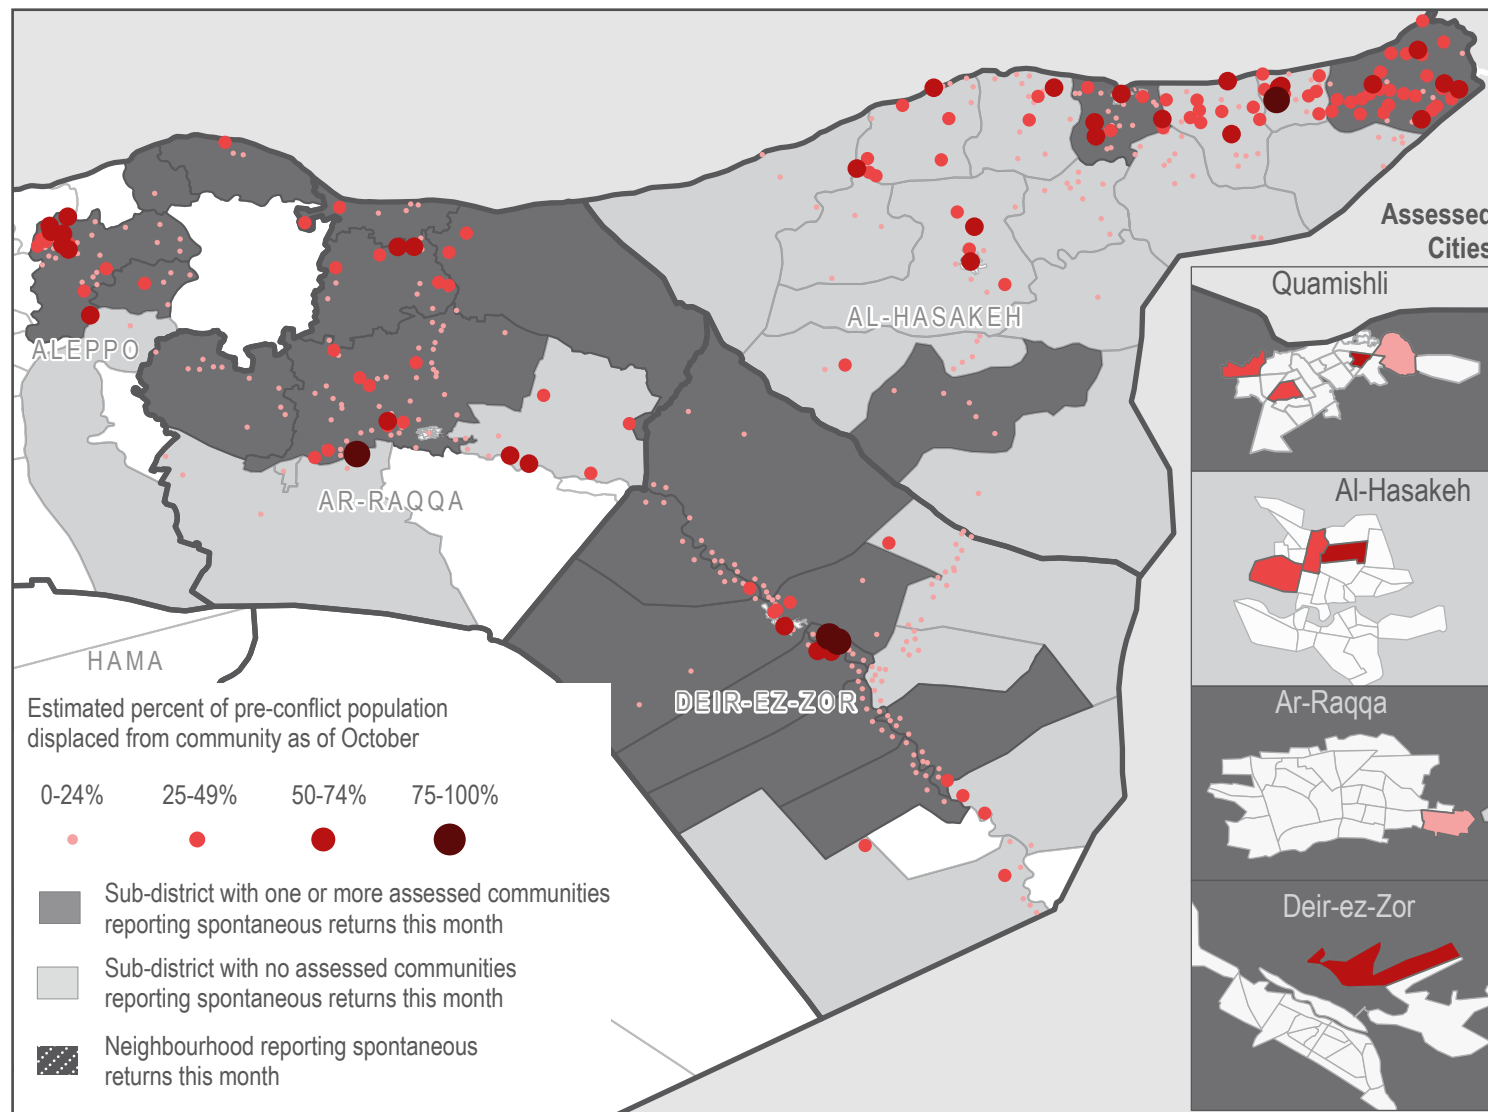 Assessed
Cities
Quamishli
AL-HASAKEH
ALEPPO
Al-Hasakeh
AR-RAQQA
HAMA
DEIR-EZ-ZOR
Ar-Raqqa
Deir-ez-Zor
Estimated percent of pre-conflict population
displaced from community as of October
0-24% 25-49% 50-74% 75-100%
Sub-district with one or more assessed communities
reporting spontaneous returns this month
Sub-district with no assessed communities
reporting spontaneous returns this month
Neighbourhood reporting spontaneous
returns this month